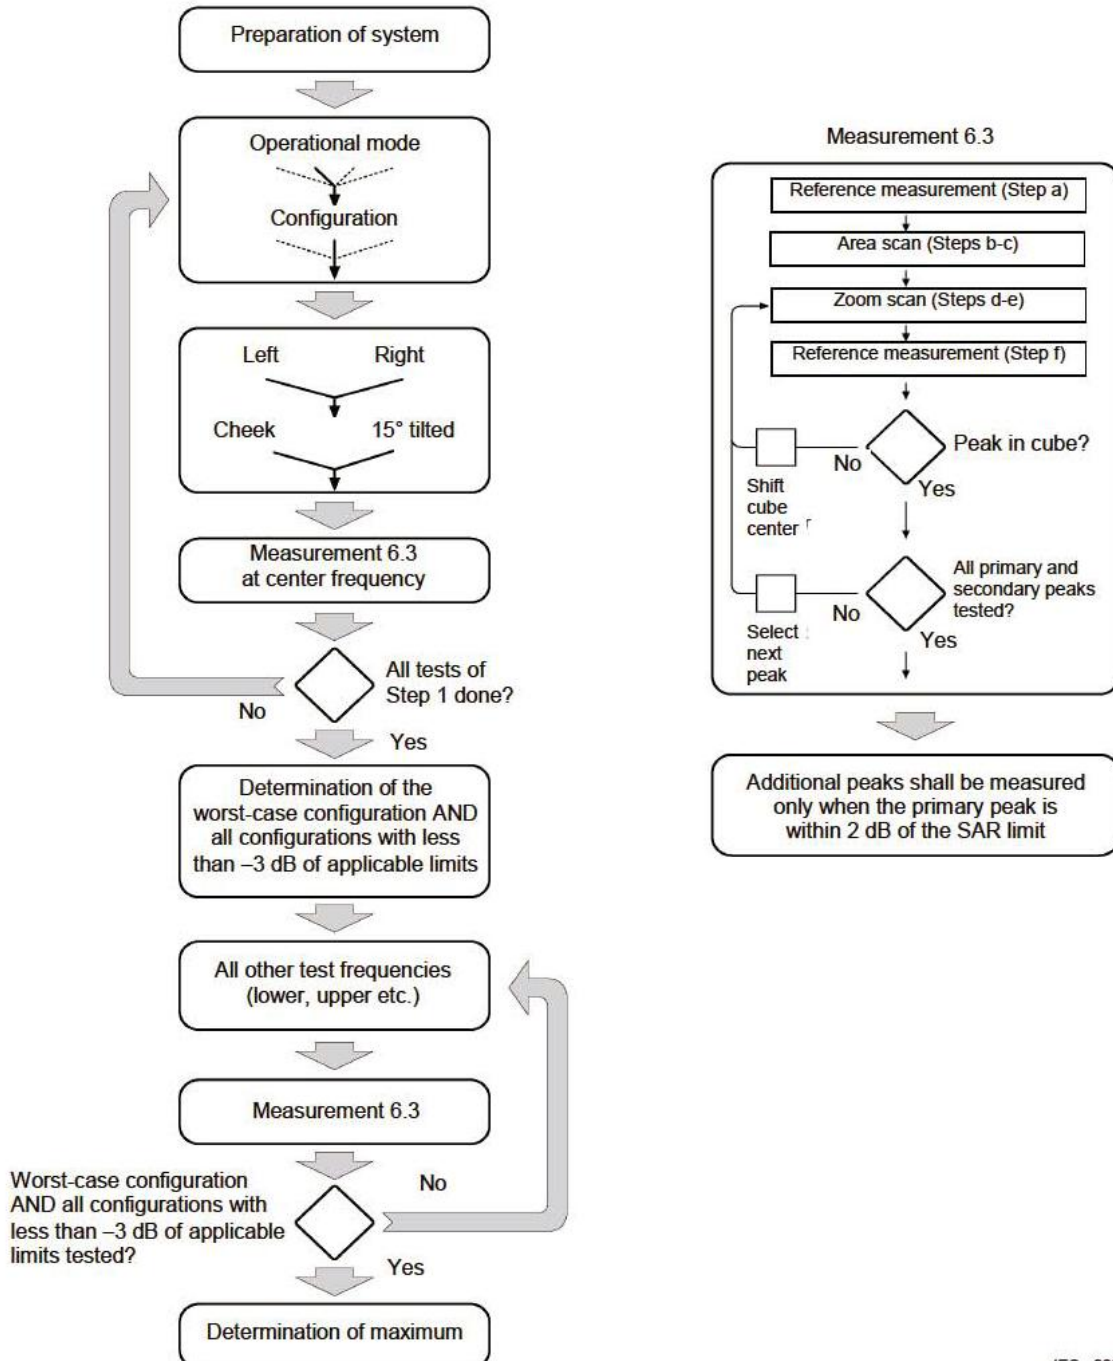 Preparation of system
Operational mode
Configuration
Left Right
Cheek 15° tilted
Measurement 6.3
at center frequency
All tests of
Step 1 done?
No
Yes
Determination of the
worst-case configuration AND
all configurations with less
than –3 dB of applicable limits
All other test frequencies
(lower, upper etc.)
Measurement 6.3
Worst-case configuration
AND all configurations with
less than –3 dB of applicable
limits tested?
No
Yes
Determination of maximum
Measurement 6.3
Reference measurement (Step a)
Area scan (Steps b-c)
Zoom scan (Steps d-e)
Reference measurement (Step f)
Peak in cube?
No
Yes
Shift
cube
center
All primary and
secondary peaks
tested?
No
Yes
Select
next
peak
Additional peaks shall be measured
only when the primary peak is
within 2 dB of the SAR limit